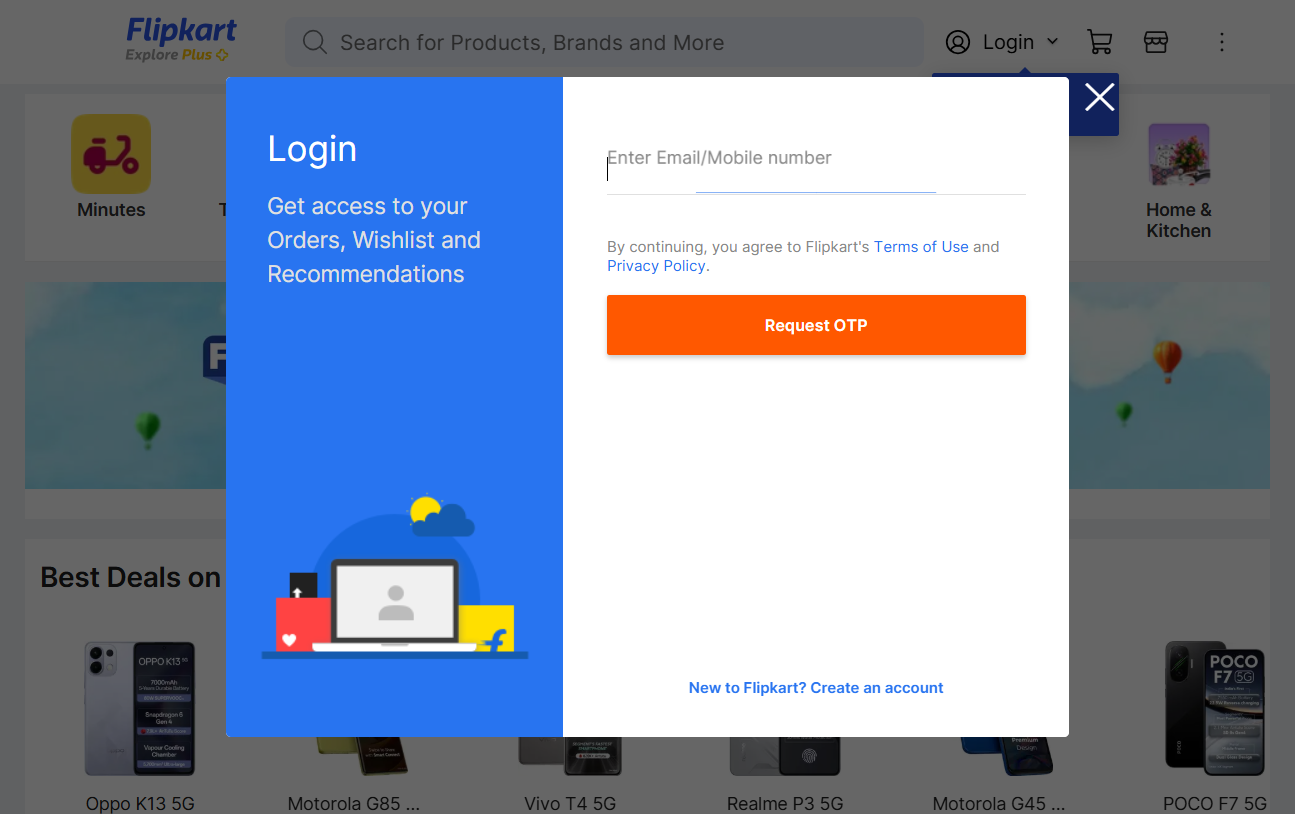 Flipkart
Explore Plus
Search for Products, Brands and More
Login
Minutes
T
Home &
Kitchen
Login
Get access to your
Orders, Wishlist and
Recommendations
Enter Email/Mobile number
By continuing, you agree to Flipkart's Terms of Use and
Privacy Policy.
Request OTP
New to Flipkart? Create an account
F
Best Deals on
OPPO K13
7000mAh
Snapdragon 6
Gen 4
Vapour Cooling
Chamber
Premium
Design
POCO
F7 5G
POCO
Oppo K13 5G
Motorola G85 ...
Vivo T4 5G
Realme P3 5G
Motorola G45 ...
POCO F7 5G